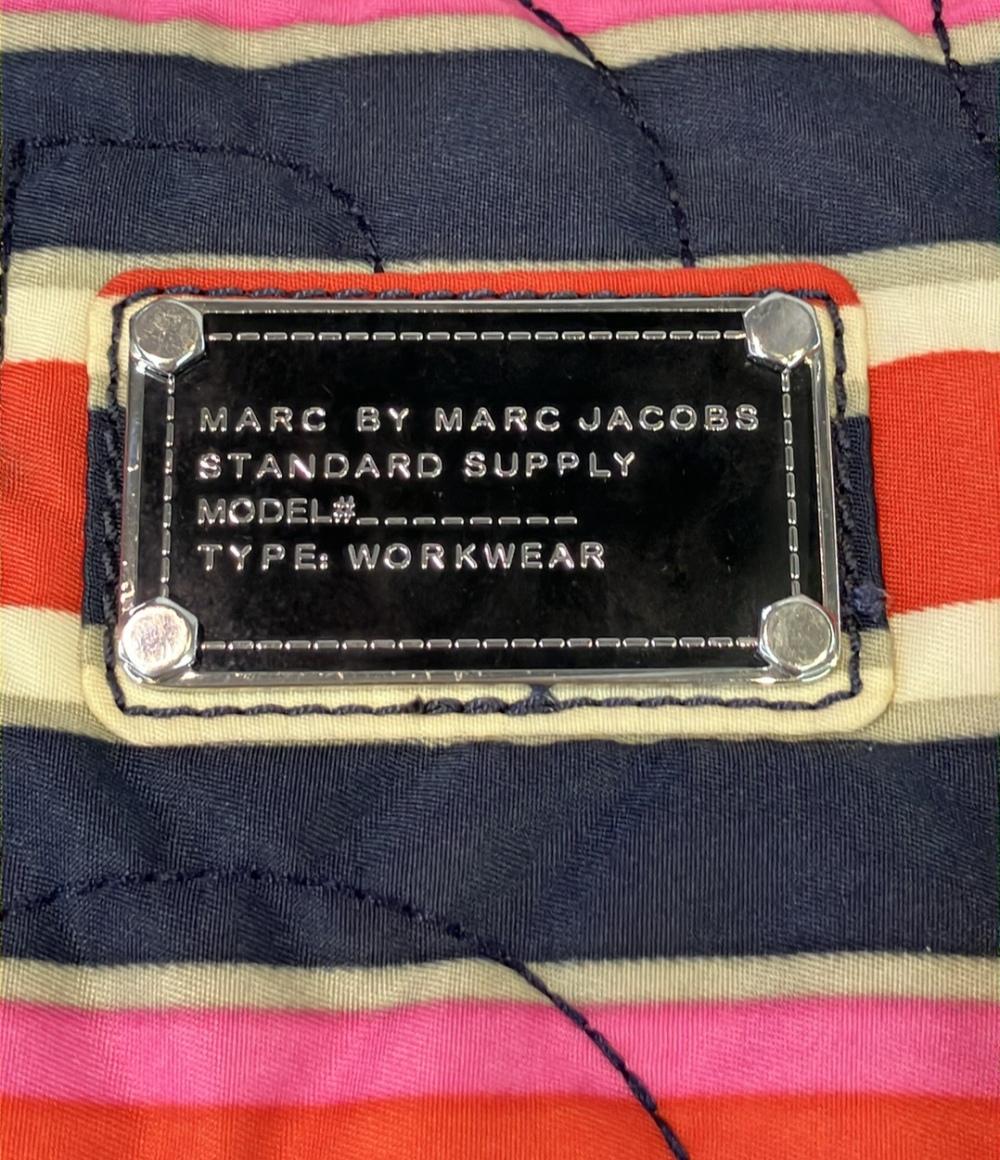 MARC BY MARC JACOBS
STANDARD SUPPLY
MODEL#_________
TYPE: WORKWEAR